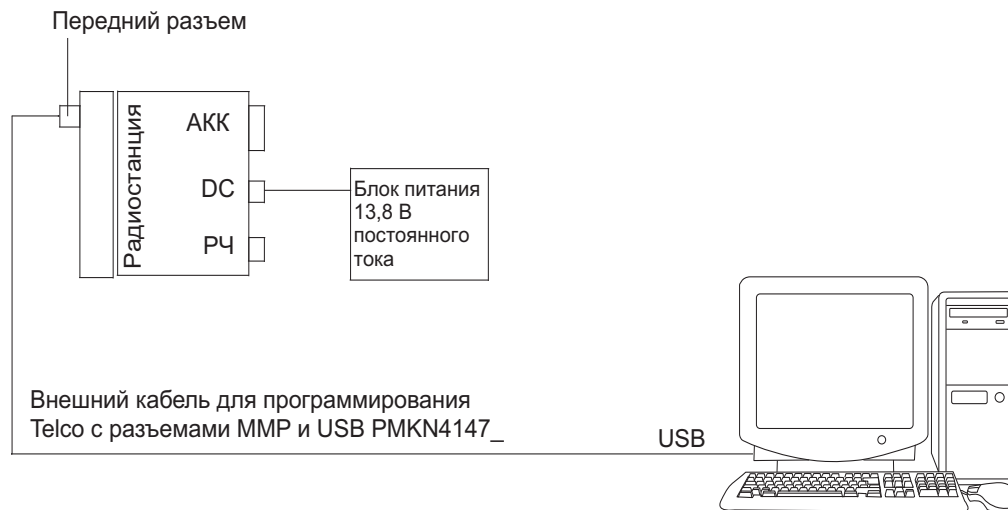 Передний разъем
Радиостанция
АКК
DC
РЧ
Блок питания
13,8 В
постоянного
тока
Внешний кабель для программирования
Telco с разъемами MMP и USB PMKN4147_
USB